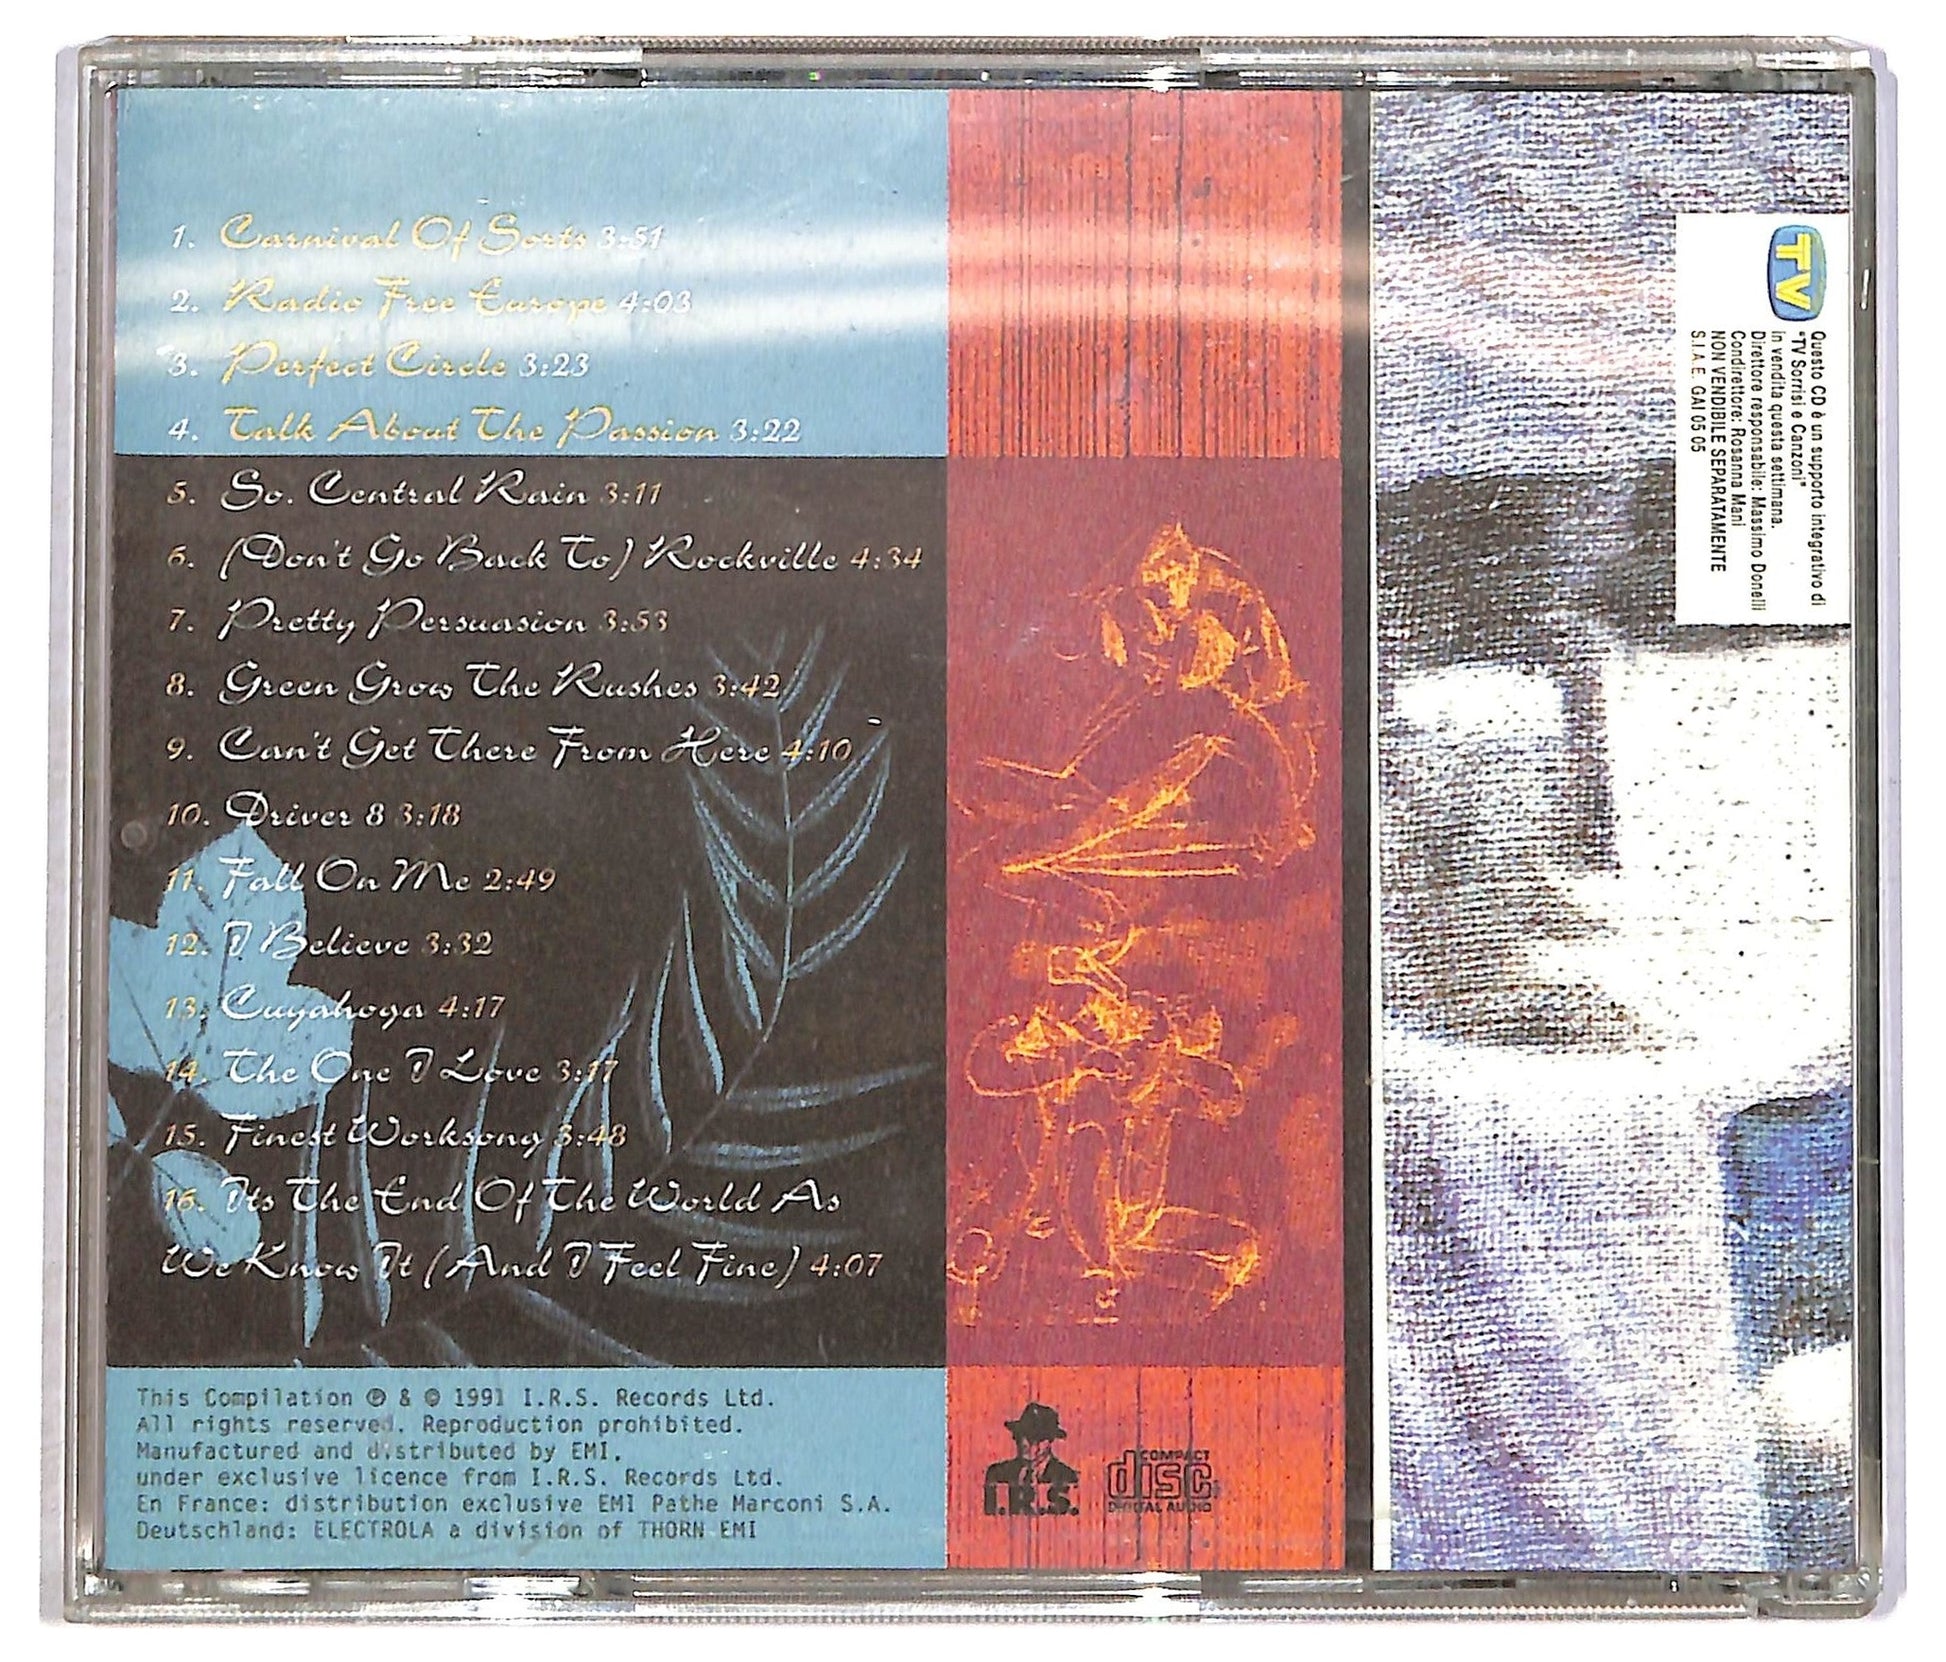 1. Carnival Of Sorts 3:51
2. Radio Free Europe 4:03
3. Perfect Circle 3:23
4. Talk About The Passion 3:22
5. So. Central Rain 3:11
6. (Don't Go Back To) Rockville 4:34
7. Pretty Persuasion 3:53
8. Green Grow The Rushes 3:42
9. Can't Get There From Here 4:10
10. Driver 8 3:18
11. Fall On Me 2:49
12. I Believe 3:32
13. Cuyahoga 4:17
14. The One I Love 3:17
15. Finest Worksong 3:48
16. Its The End Of The World As
We Know It (And I Feel Fine) 4:07
This Compilation ℗ & © 1991 I.R.S. Records Ltd.
All rights reserved. Reproduction prohibited.
Manufactured and distributed by EMI.
under exclusive licence from I.R.S. Records Ltd.
En France: distribution exclusive EMI Pathe Marconi S.A.
Deutschland: ELECTROLA a division of THORN EMI
I.R.S.
COMPACT
disc
DIGITAL AUDIO
TV
Questo CD è un supporto integrativo di
"TV Sorrisi e Canzoni"
in vendita questa settimana.
Direttore responsabile: Massimo Donelli
Condirettore: Rosanna Mani
NON VENDIBILE SEPARATAMENTE
S.I.A.E. GAI 05 05